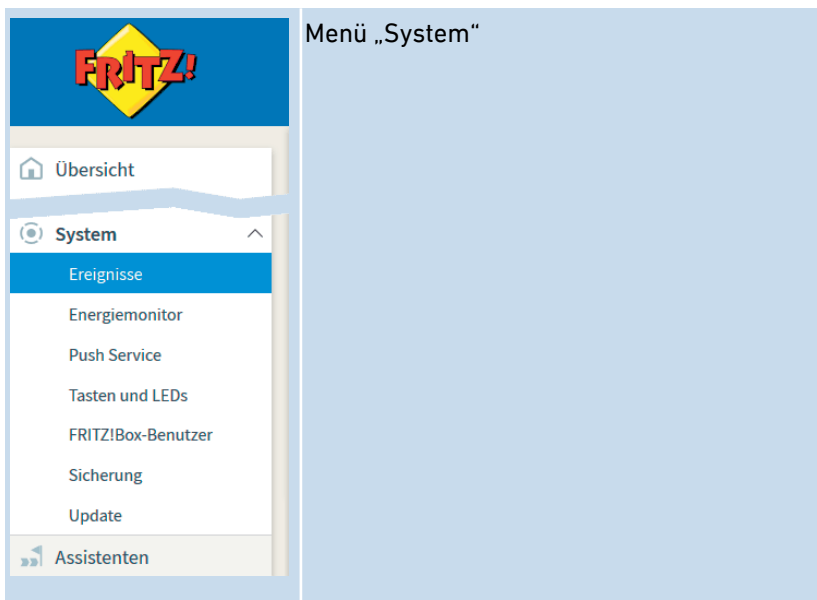 FRITZ!
Menü „System“
Übersicht
System
Ereignisse
Energiemonitor
Push Service
Tasten und LEDs
FRITZ!Box-Benutzer
Sicherung
Update
Assistenten